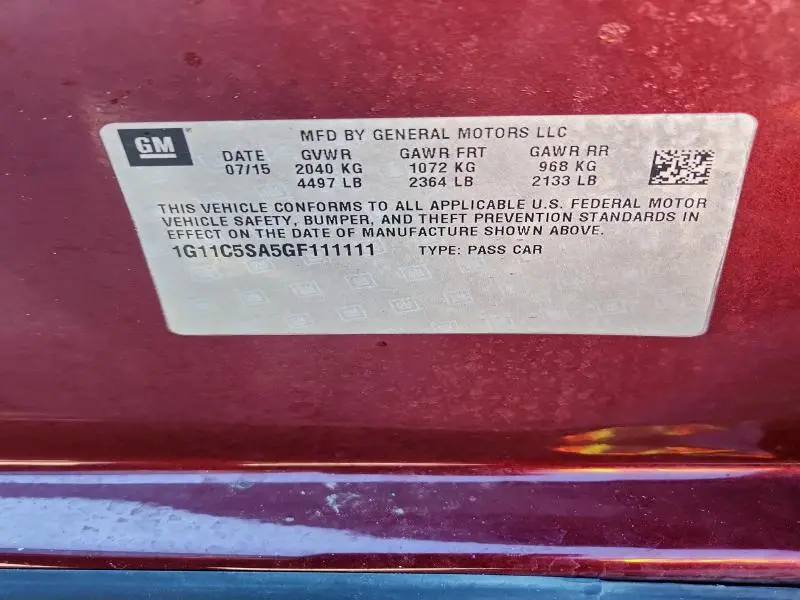 GM
MFD BY GENERAL MOTORS LLC
DATE GVWR GAWR FRT GAWR RR
07/15 2040 KG 1072 KG 968 KG
4497 LB 2364 LB 2133 LB
THIS VEHICLE CONFORMS TO ALL APPLICABLE U.S. FEDERAL MOTOR
VEHICLE SAFETY, BUMPER, AND THEFT PREVENTION STANDARDS IN
EFFECT ON THE DATE OF MANUFACTURE SHOWN ABOVE.
1G11C5SA5GF111111 TYPE: PASS CAR